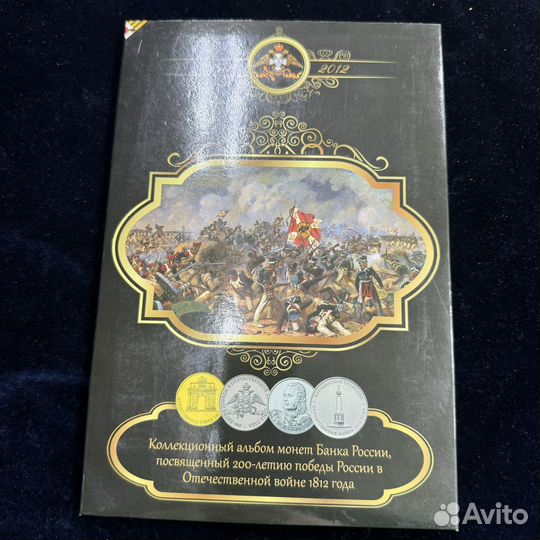 2012
Коллекционный альбом монет Банка России,
посвященный 200-летию победы России в
Отечественной войне 1812 года
Avito